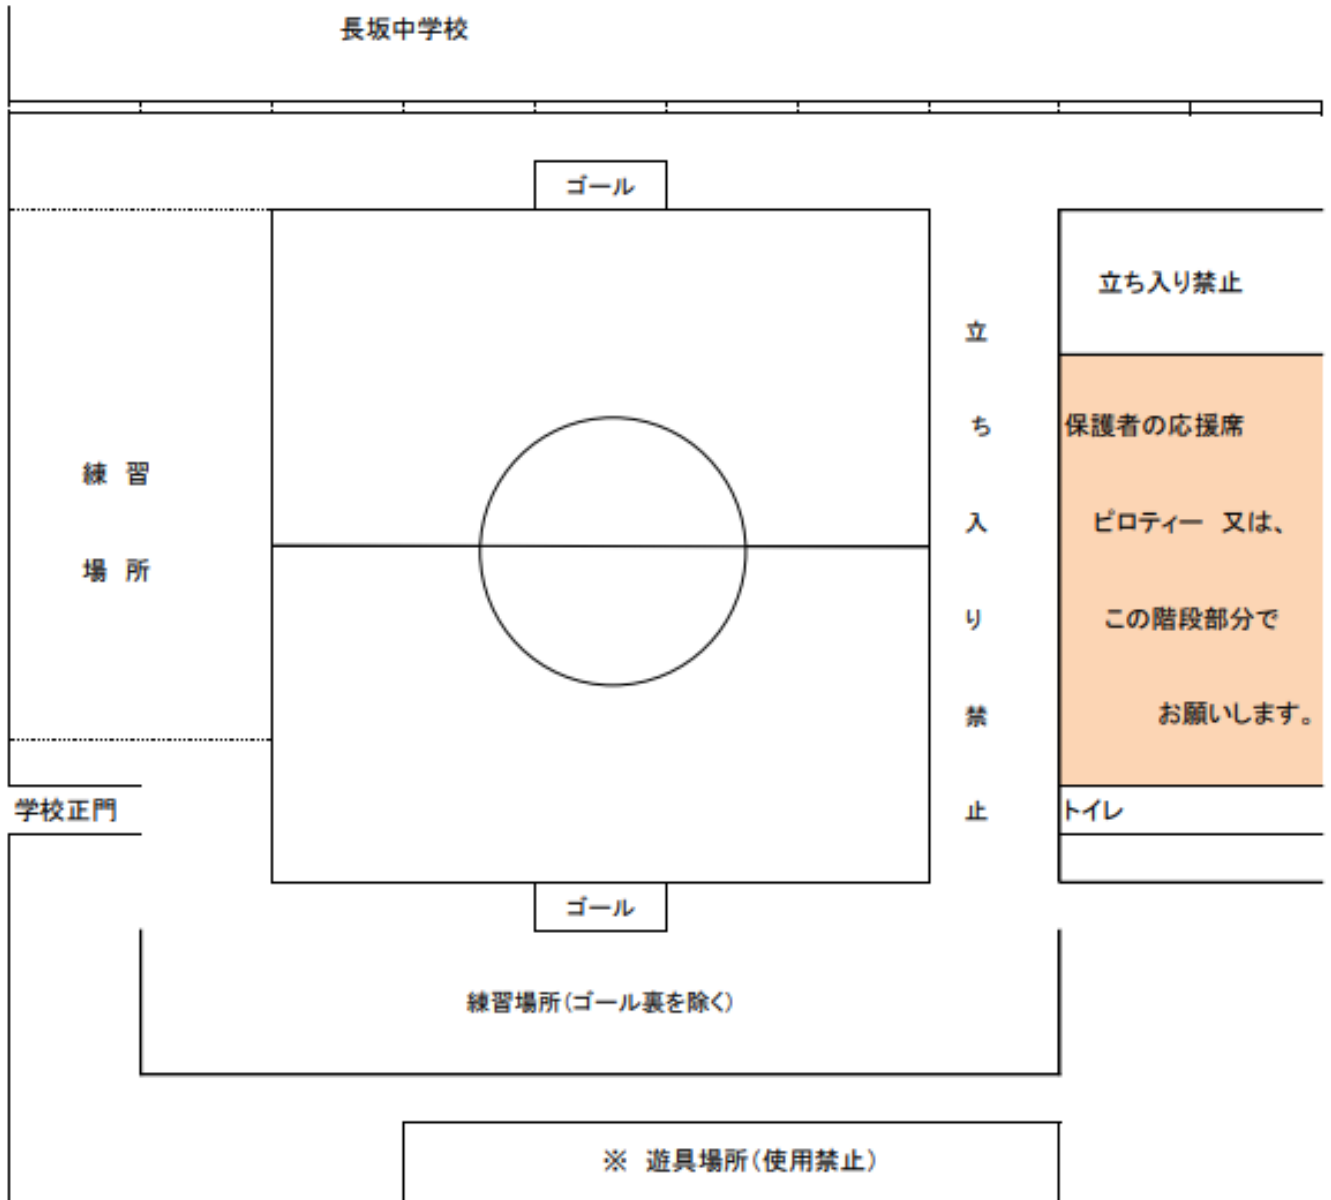 長坂中学校
ゴール
立ち入り禁止
立ち入り禁止
保護者の応援席
ピロティー 又は、
この階段部分で
お願いします。
練 習
場 所
学校正門
トイレ
ゴール
練習場所(ゴール裏を除く)
※ 遊具場所(使用禁止)